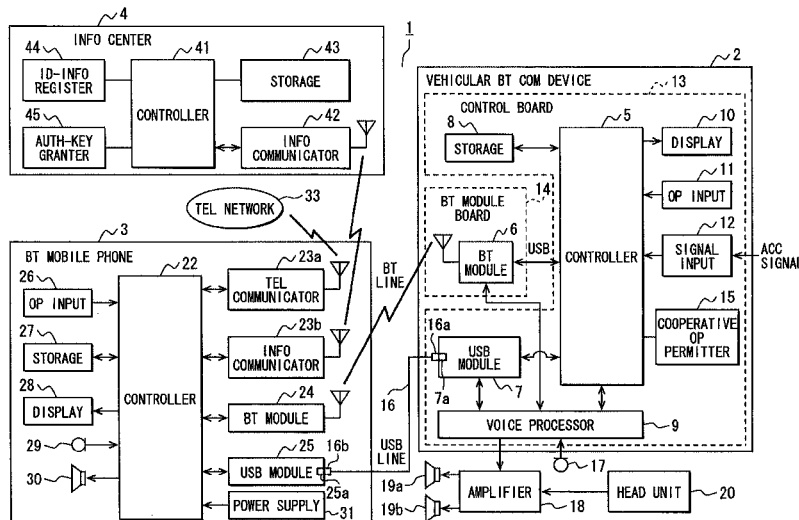 4
INFO CENTER
44
41
43
ID-INFO
REGISTER
CONTROLLER
STORAGE
45
42
AUTH-KEY
GRANTER
INFO
COMMUNICATOR
1
2
VEHICULAR BT COM DEVICE
13
CONTROL BOARD
8
5
10
STORAGE
DISPLAY
11
OP INPUT
14
BT MODULE
BOARD
6
12
BT
MODULE
USB
CONTROLLER
SIGNAL
INPUT
ACC
SIGNAL
15
COOPERATIVE
OP
PERMITTER
16a
USB
MODULE
7a
7
16
VOICE PROCESSOR
9
17
19a
19b
AMPLIFIER
18
HEAD UNIT
20
TEL NETWORK
33
3
BT MOBILE PHONE
22
23a
26
OP INPUT
TEL
COMMUNICATOR
BT
LINE
27
23b
STORAGE
INFO
COMMUNICATOR
28
24
DISPLAY
CONTROLLER
BT MODULE
29
25
16b
USB MODULE
USB
LINE
30
25a
POWER SUPPLY
31